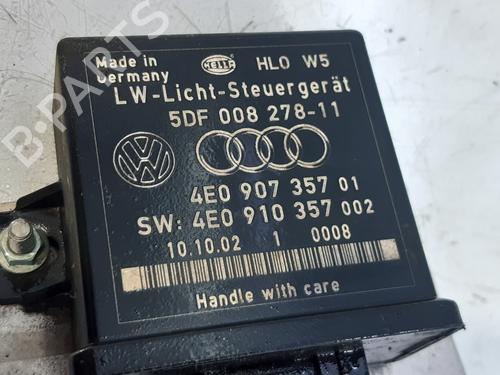 B-PARTS
Made in
Germany
HELLA
HLO W5
LW-Licht-Steuergerät
5DF 008 278-11
4E0 907 357 01
SW: 4E0 910 357 002
10.10.02 1 0008
Handle with care